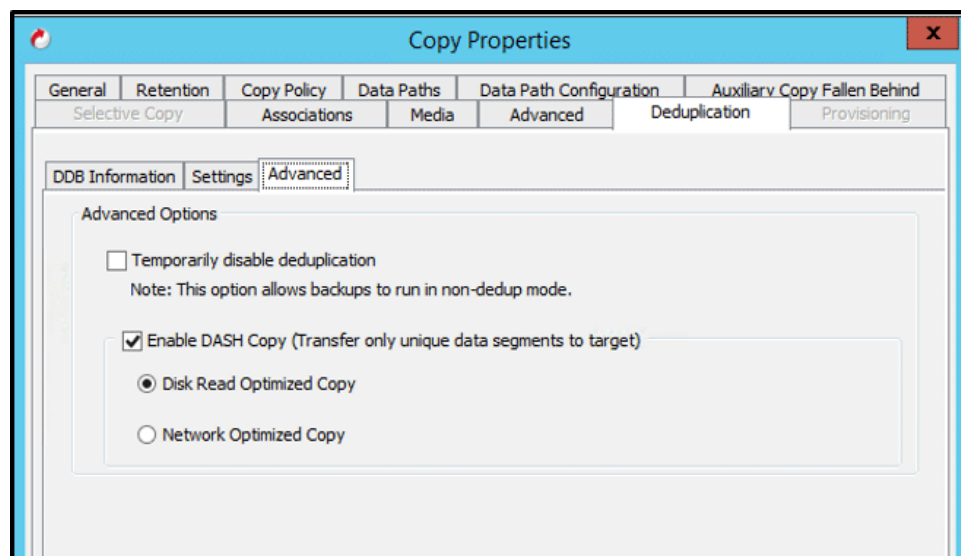 Copy Properties
x
General Retention Copy Policy Data Paths Data Path Configuration Auxiliary Copy Fallen Behind
Selective Copy Associations Media Advanced Deduplication Provisioning
DDB Information Settings Advanced
Advanced Options
Temporarily disable deduplication
Note: This option allows backups to run in non-dedup mode.
Enable DASH Copy (Transfer only unique data segments to target)
Disk Read Optimized Copy
Network Optimized Copy